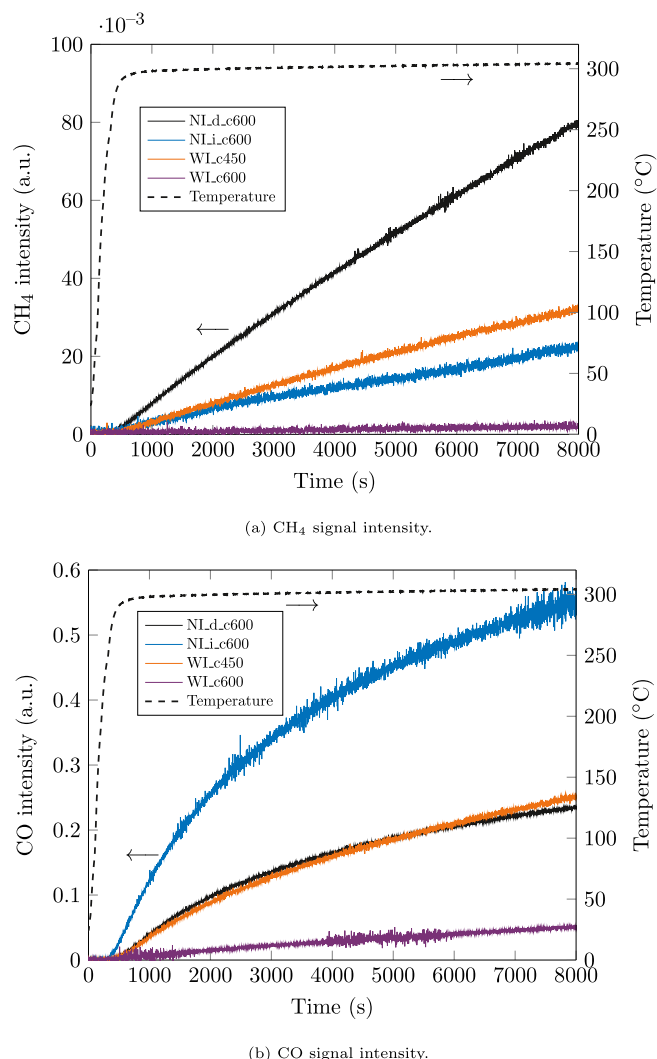 ·10⁻³
100
80
60
40
20
0
CH₄ intensity (a.u.)
NI_d_c600
NI_i_c600
WI_c450
WI_c600
Temperature
300
250
200
150
100
50
0
Temperature (°C)
0 1000 2000 3000 4000 5000 6000 7000 8000
Time (s)
(a) CH₄ signal intensity.
0.6
0.5
0.4
0.3
0.2
0.1
0
CO intensity (a.u.)
NI_d_c600
NI_i_c600
WI_c450
WI_c600
Temperature
300
250
200
150
100
50
0
Temperature (°C)
0 1000 2000 3000 4000 5000 6000 7000 8000
Time (s)
(b) CO signal intensity.